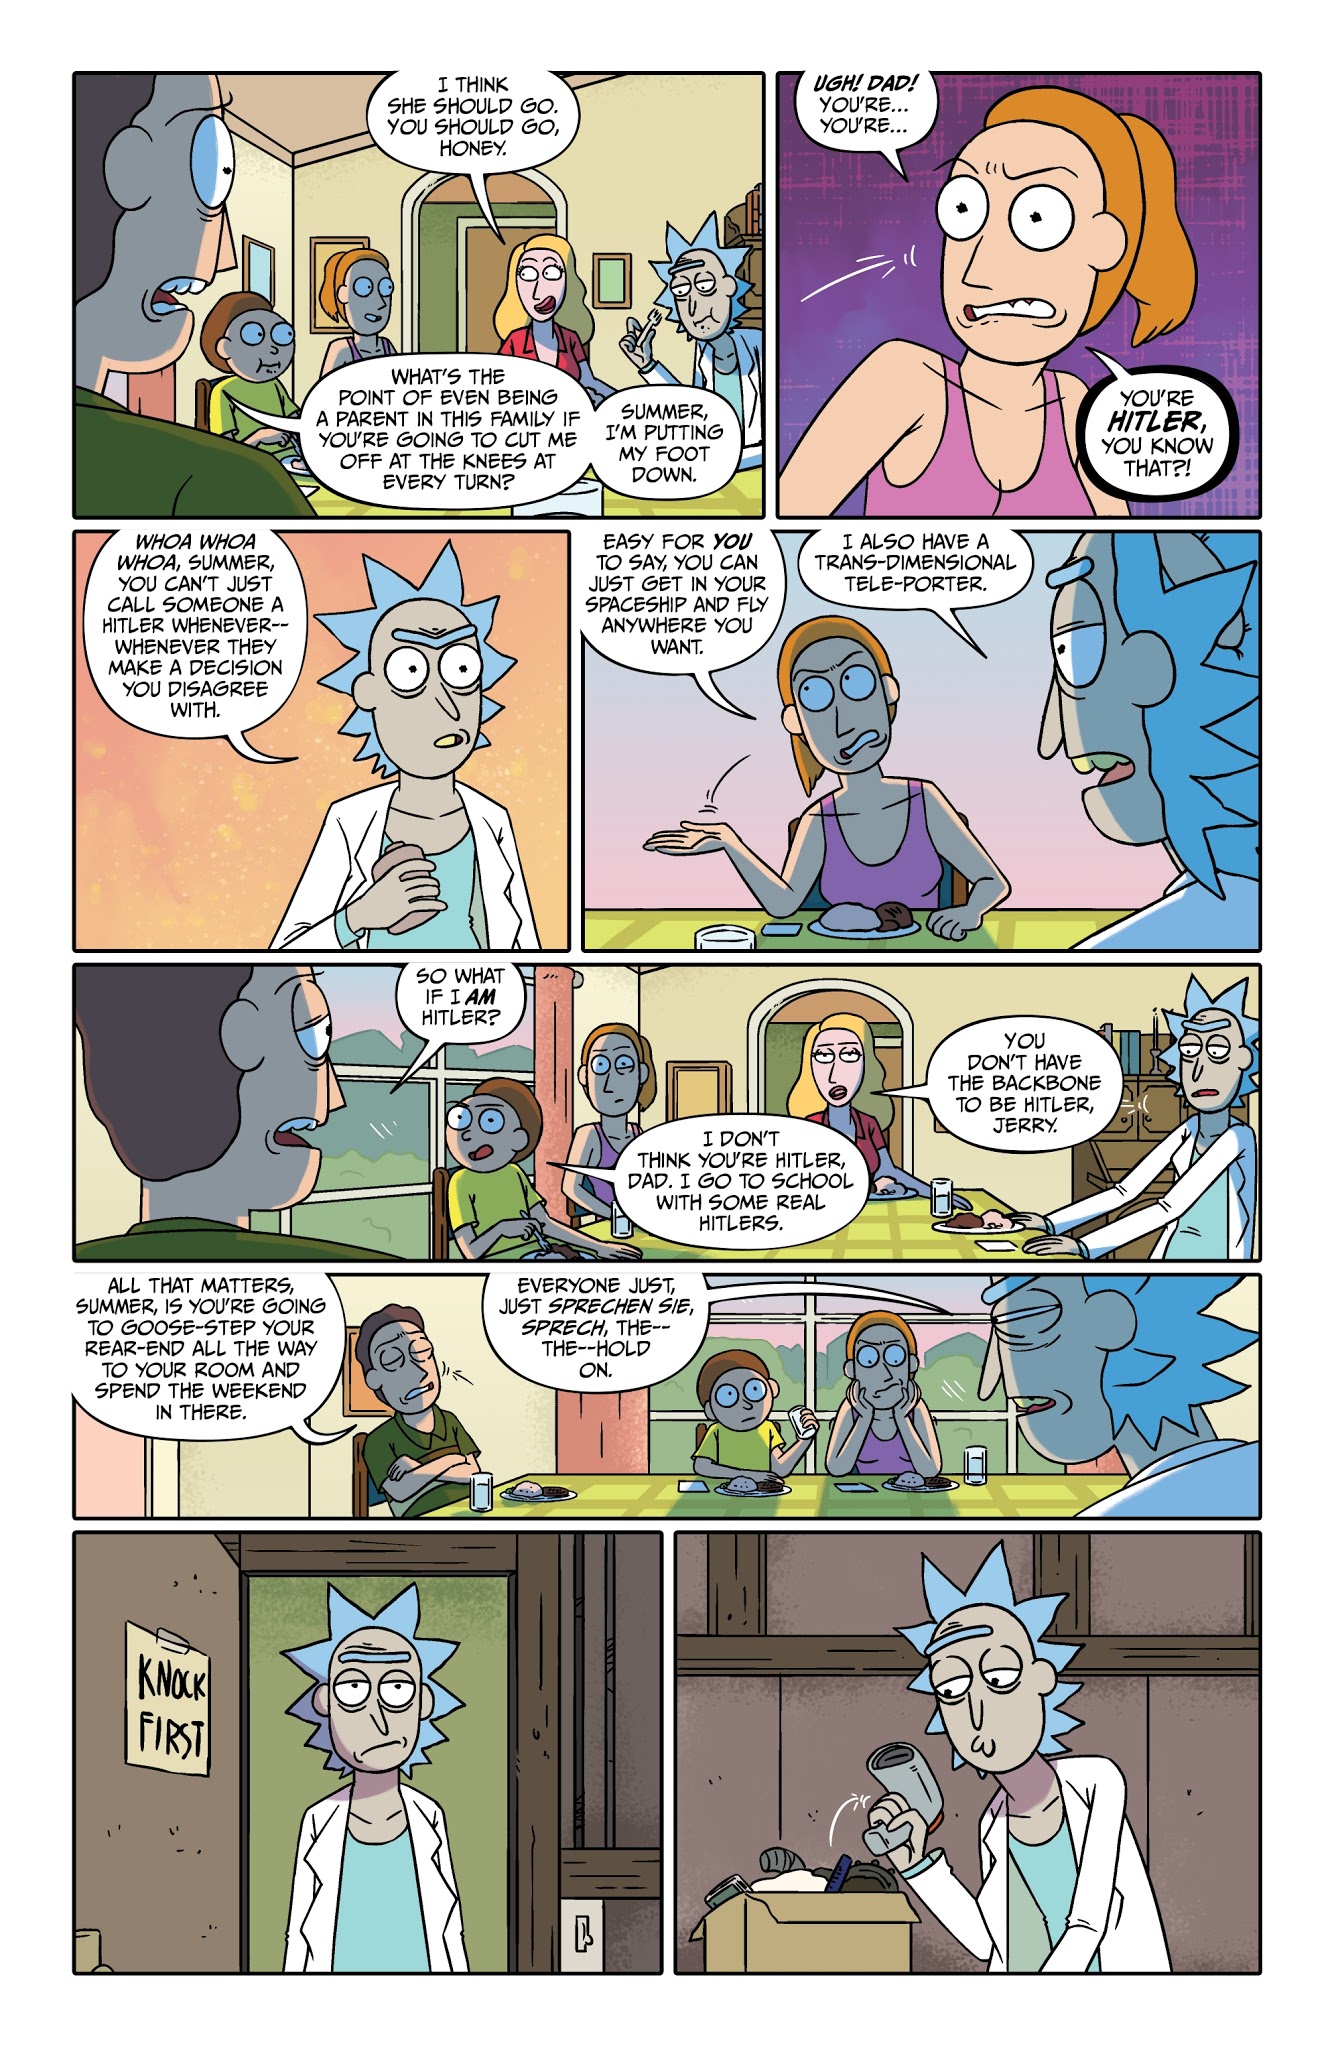 I THINK
SHE SHOULD GO.
YOU SHOULD GO,
HONEY.
WHAT'S THE
POINT OF EVEN BEING
A PARENT IN THIS FAMILY IF
YOU'RE GOING TO CUT ME
OFF AT THE KNEES AT
EVERY TURN?
SUMMER,
I'M PUTTING
MY FOOT
DOWN.
UGH! DAD!
YOU'RE...
YOU'RE...
YOU'RE
HITLER,
YOU KNOW
THAT?!
WHOA WHOA
WHOA, SUMMER,
YOU CAN'T JUST
CALL SOMEONE A
HITLER WHENEVER--
WHENEVER THEY
MAKE A DECISION
YOU DISAGREE
WITH.
EASY FOR YOU
TO SAY, YOU CAN
JUST GET IN YOUR
SPACESHIP AND FLY
ANYWHERE YOU
WANT.
I ALSO HAVE A
TRANS-DIMENSIONAL
TELE-PORTER.
SO WHAT
IF I AM
HITLER?
I DON'T
THINK YOU'RE HITLER,
DAD. I GO TO SCHOOL
WITH SOME REAL
HITLERS.
YOU
DON'T HAVE
THE BACKBONE
TO BE HITLER,
JERRY.
ALL THAT MATTERS,
SUMMER, IS YOU'RE GOING
TO GOOSE-STEP YOUR
REAR-END ALL THE WAY
TO YOUR ROOM AND
SPEND THE WEEKEND
IN THERE.
EVERYONE JUST,
JUST SPRECHEN SIE,
SPRECH, THE--
THE--HOLD
ON.
KNOCK
FIRST